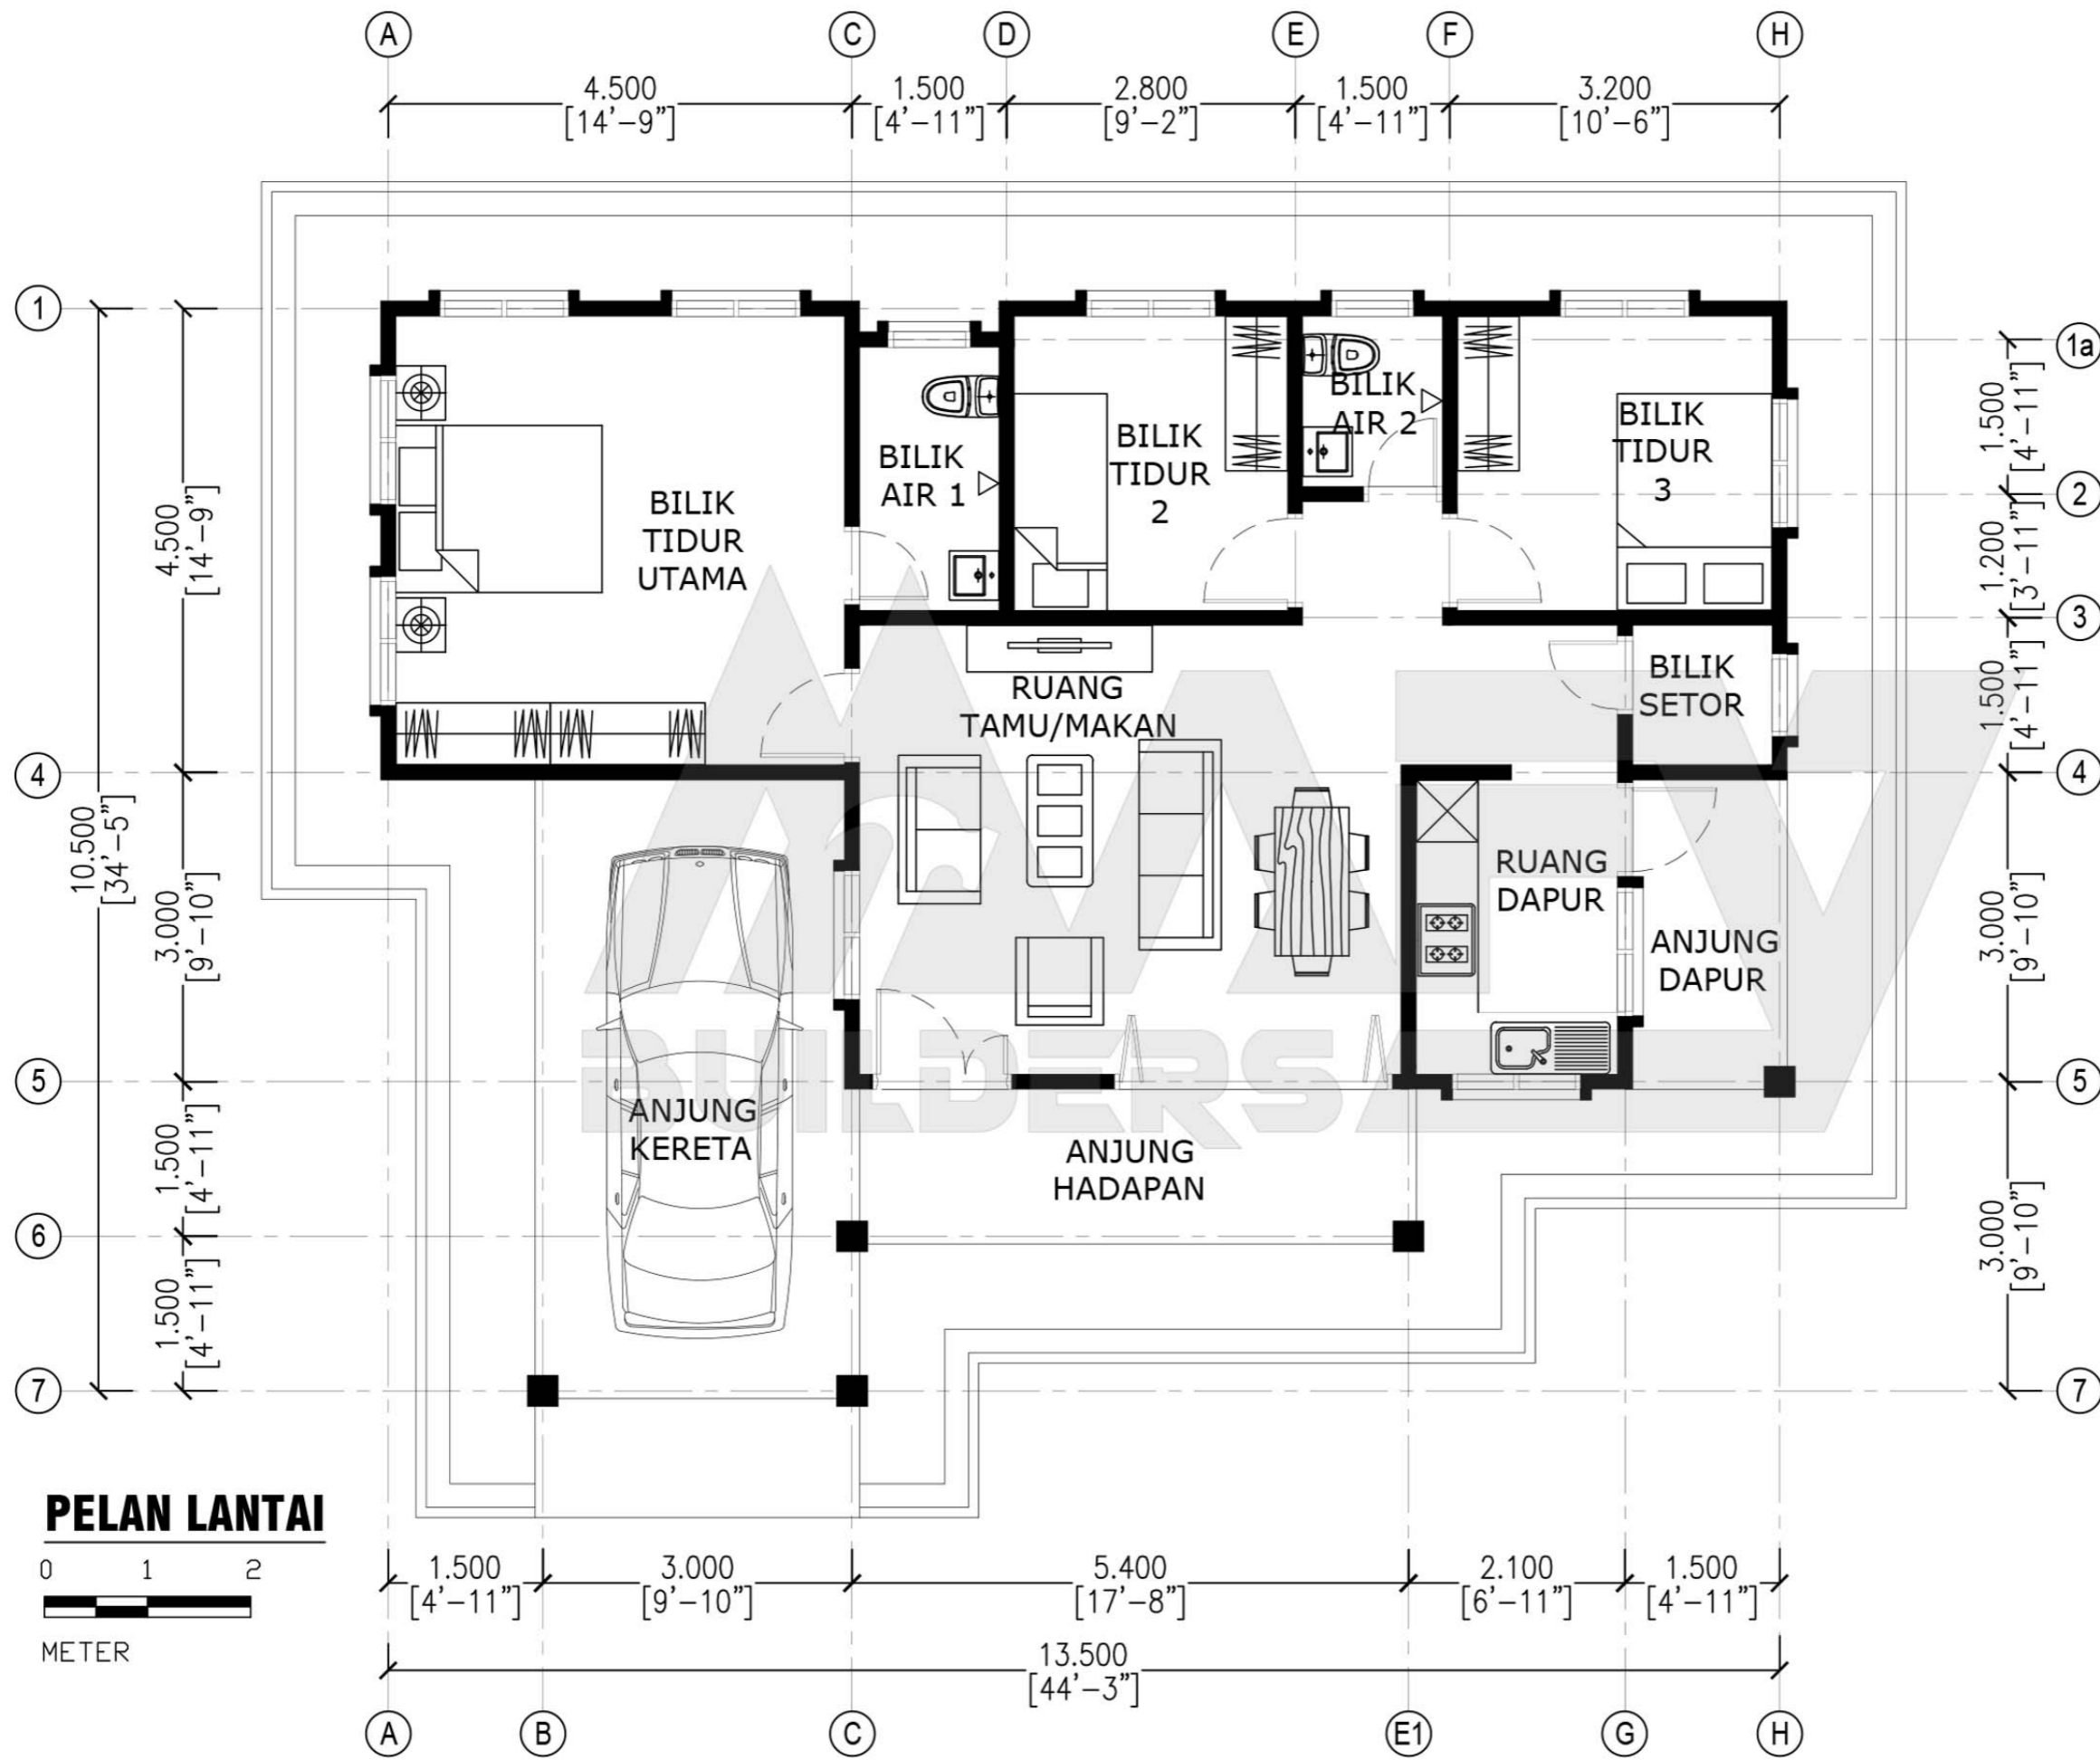 A C D E F H
4.500 1.500 2.800 1.500 3.200
[14'-9"] [4'-11"] [9'-2"] [4'-11"] [10'-6"]
1
1a
1.500
[4'-11"]
2
1.200
[3'-11"]
3
1.500
[4'-11"]
4
3.000
[9'-10"]
5
3.000
[9'-10"]
7
4.500
[14'-9"]
4
10.500
[34'-5"]
3.000
[9'-10"]
5
1.500
[4'-11"]
6
1.500
[4'-11"]
7
BILIK
TIDUR
UTAMA
BILIK
AIR 1
BILIK
TIDUR
2
BILIK
AIR 2
BILIK
TIDUR
3
RUANG
TAMU/MAKAN
BILIK
SETOR
RUANG
DAPUR
ANJUNG
DAPUR
BUILDERS
ANJUNG
KERETA
ANJUNG
HADAPAN
PELAN LANTAI
0 1 2
METER
1.500 3.000 5.400 2.100 1.500
[4'-11"] [9'-10"] [17'-8"] [6'-11"] [4'-11"]
13.500
[44'-3"]
A B C E1 G H